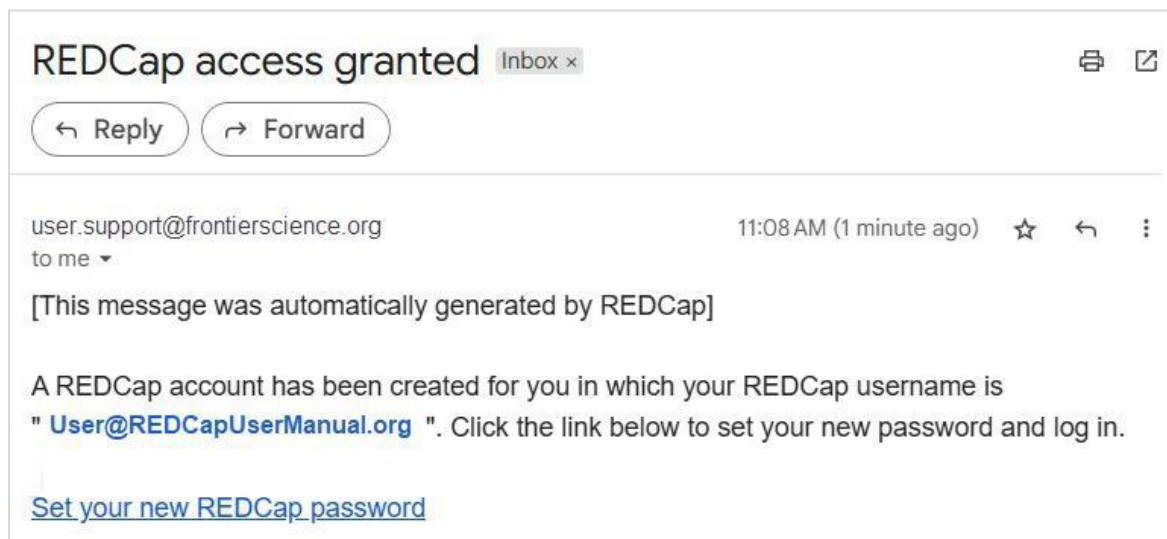 REDCap access granted Inbox ×
Reply Forward
user.support@frontierscience.org 11:08 AM (1 minute ago)
to me
[This message was automatically generated by REDCap]
A REDCap account has been created for you in which your REDCap username is
" User@REDCapUserManual.org ". Click the link below to set your new password and log in.
Set your new REDCap password